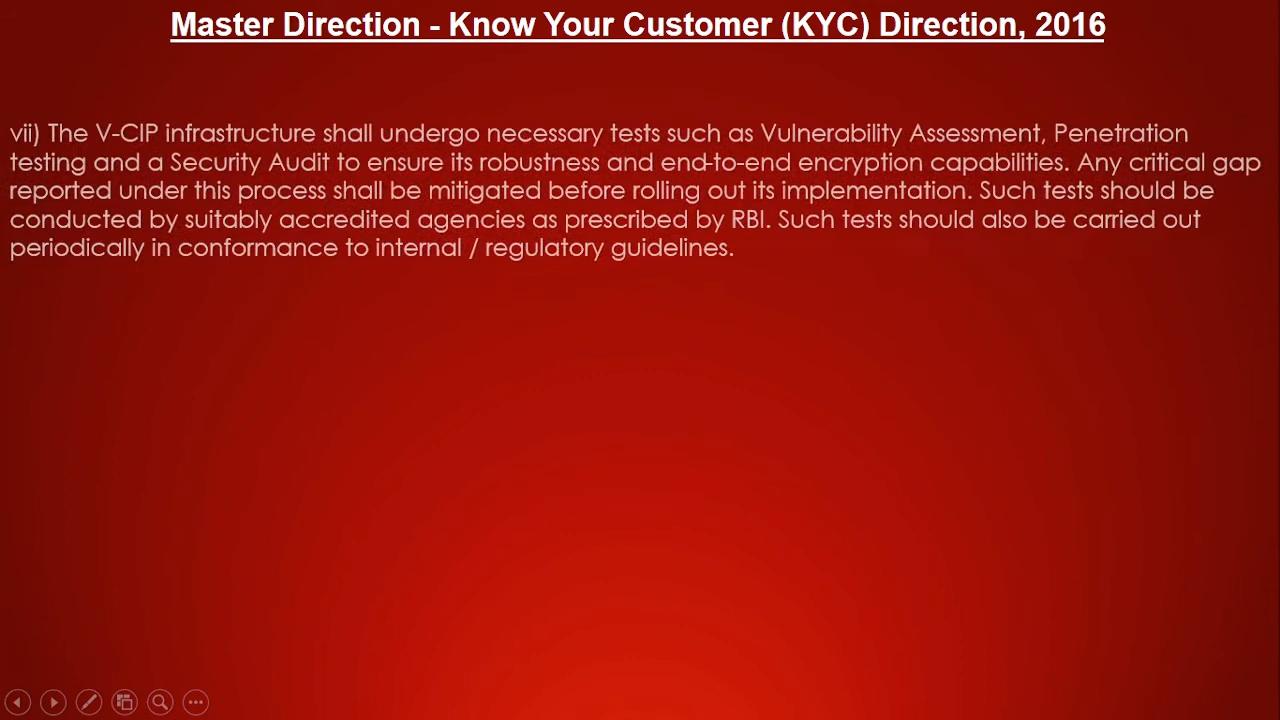 Master Direction - Know Your Customer (KYC) Direction, 2016
vii) The V-CIP infrastructure shall undergo necessary tests such as Vulnerability Assessment, Penetration
testing and a Security Audit to ensure its robustness and end-to-end encryption capabilities. Any critical gap
reported under this process shall be mitigated before rolling out its implementation. Such tests should be
conducted by suitably accredited agencies as prescribed by RBI. Such tests should also be carried out
periodically in conformance to internal / regulatory guidelines.